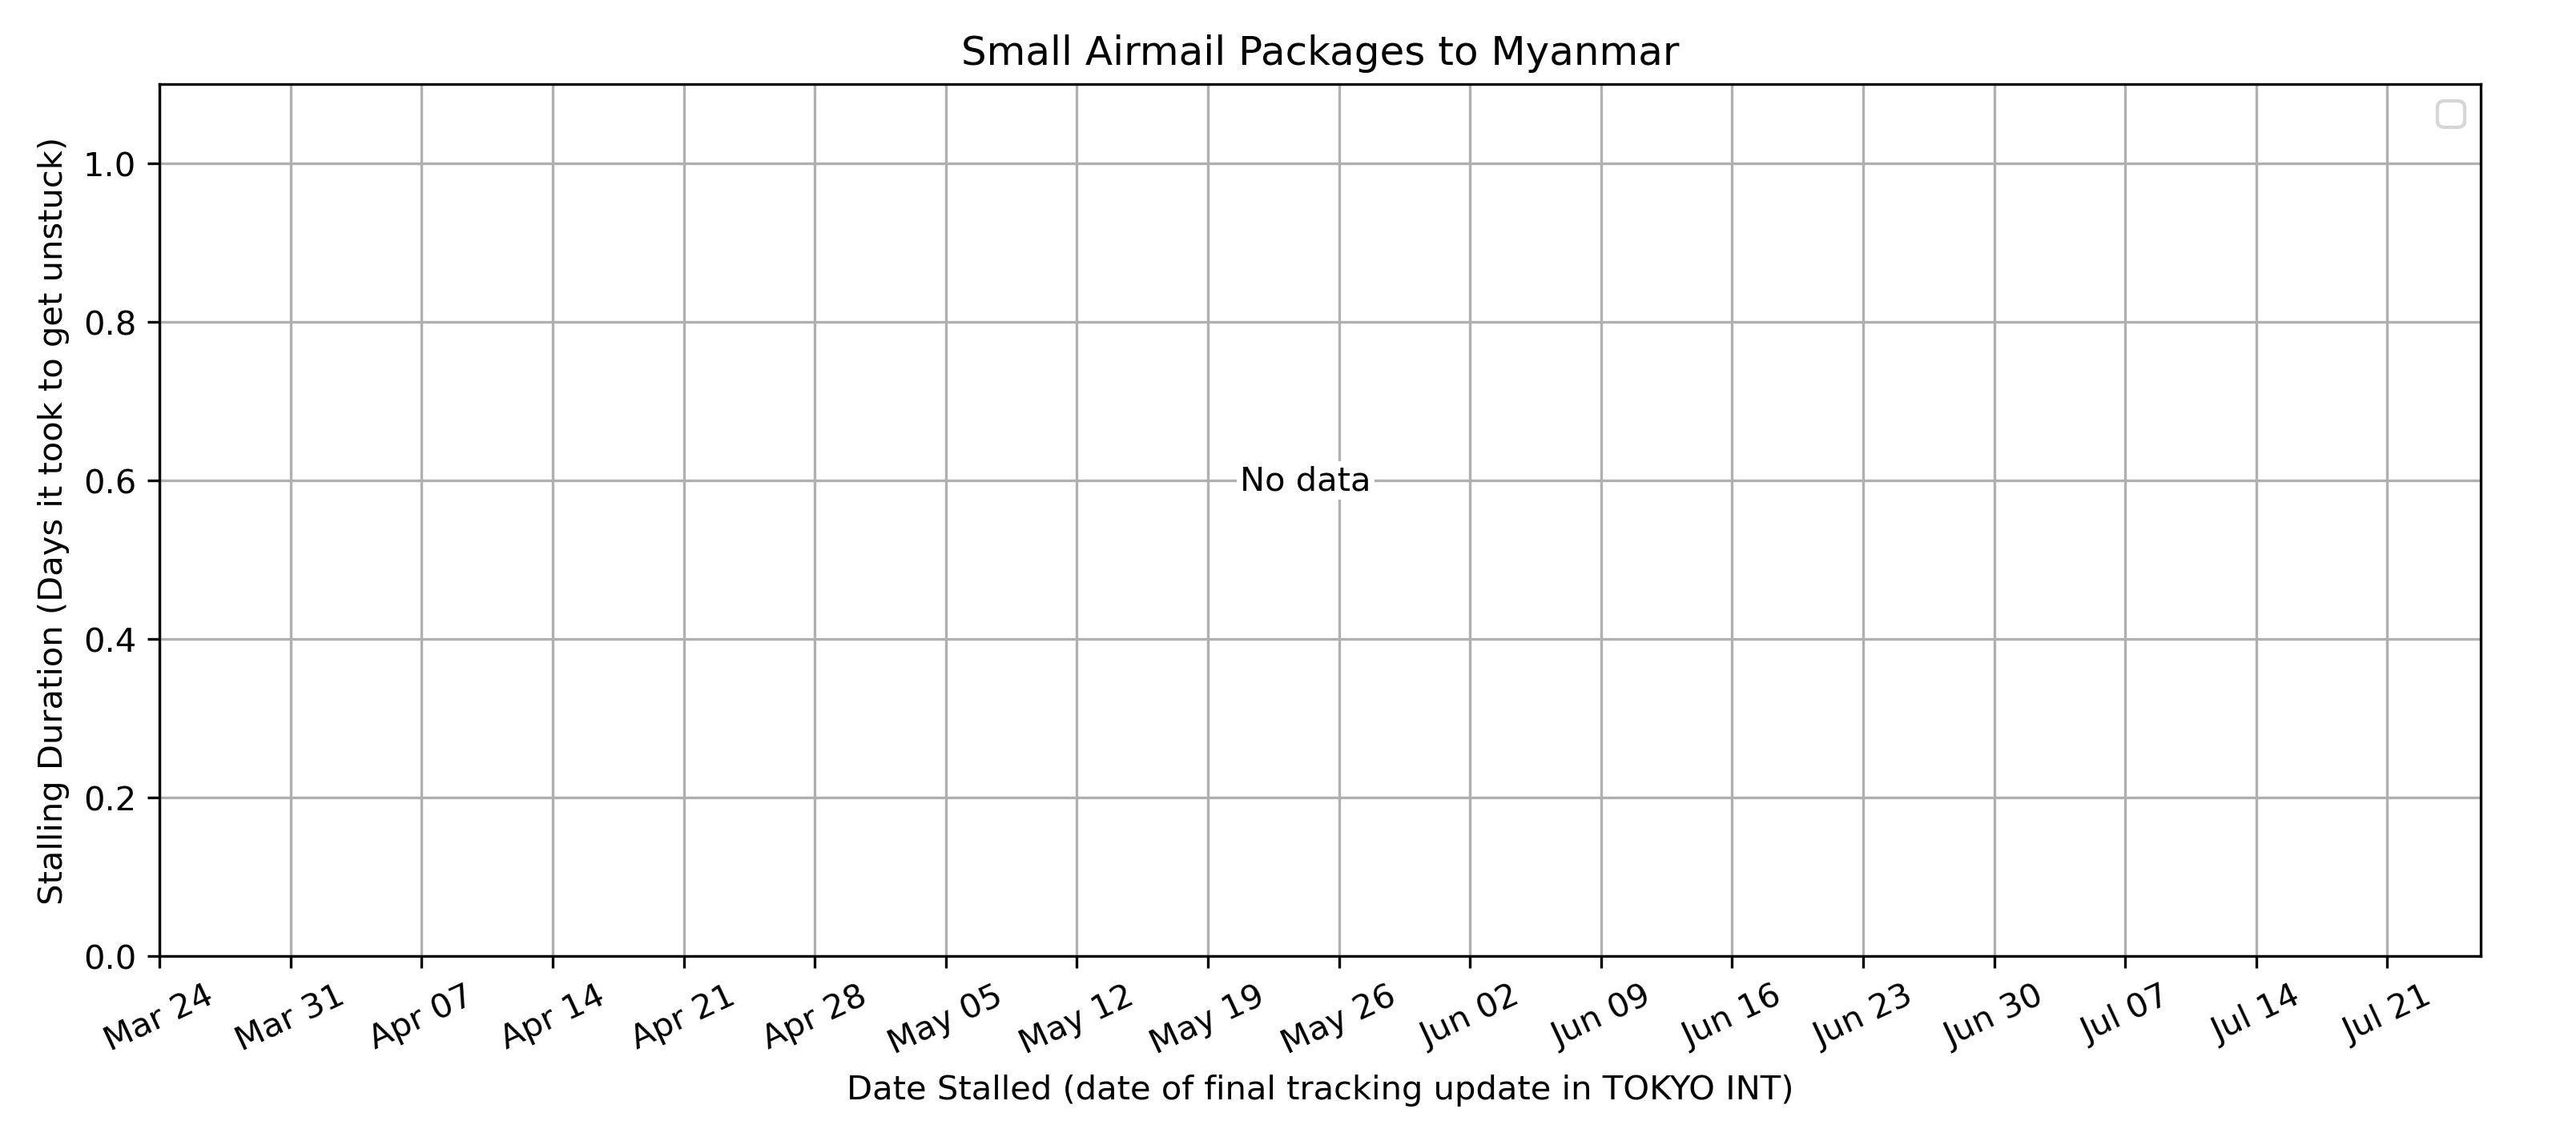 Small Airmail Packages to Myanmar
Stalling Duration (Days it took to get unstuck)
1.0
0.8
0.6
0.4
0.2
0.0
No data
Mar 24
Mar 31
Apr 07
Apr 14
Apr 21
Apr 28
May 05
May 12
May 19
May 26
Jun 02
Jun 09
Jun 16
Jun 23
Jun 30
Jul 07
Jul 14
Jul 21
Date Stalled (date of final tracking update in TOKYO INT)